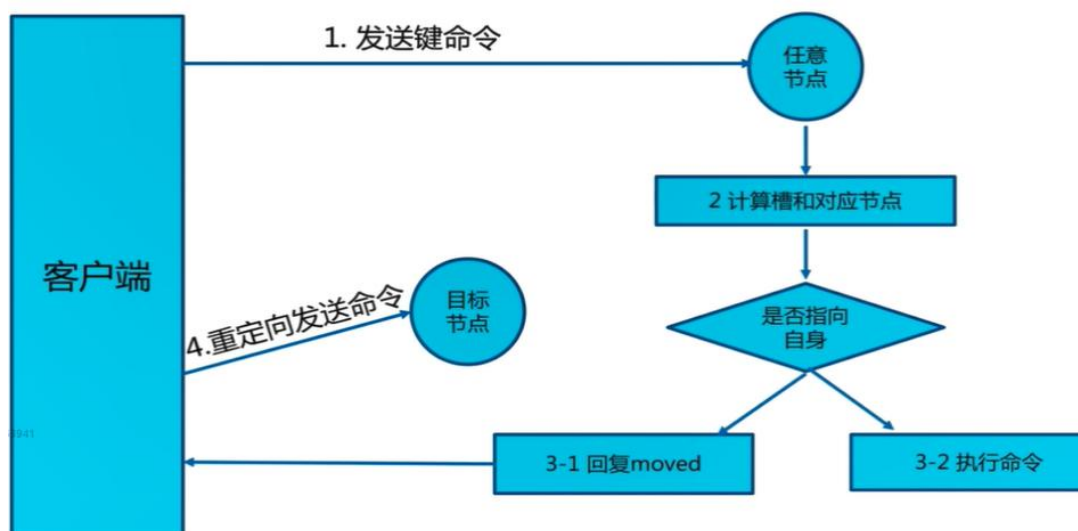 1. 发送键命令
任意
节点
2 计算槽和对应节点
客户端
目标
节点
4.重定向发送命令
是否指向
自身
3-1 回复moved
3-2 执行命令